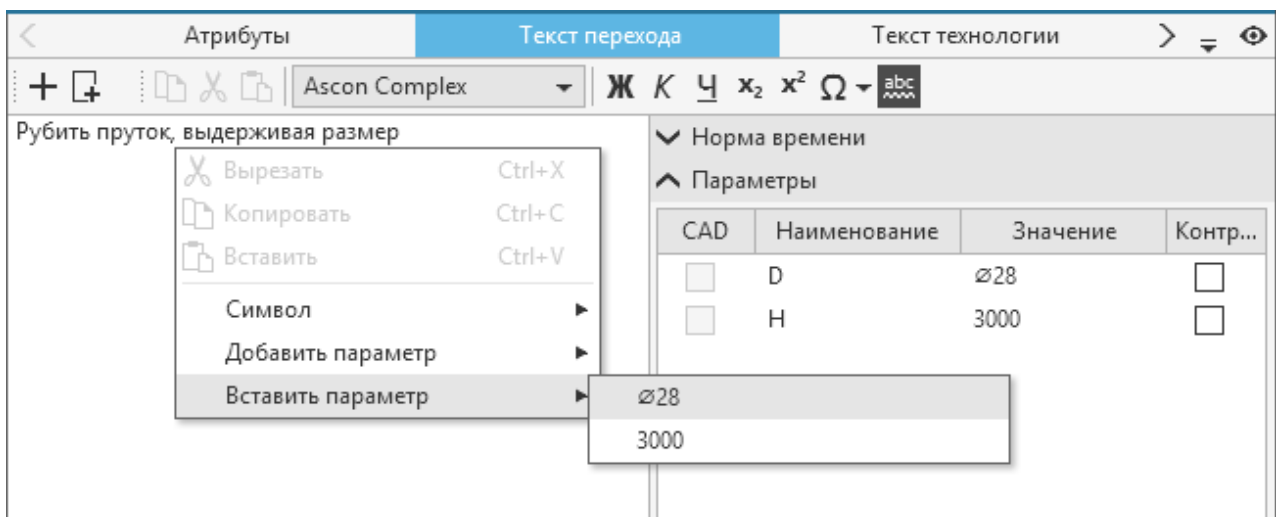 Атрибуты Текст перехода Текст технологии
Ascon Complex Ж К Ч x₂ x² Ω abc
Рубить пруток, выдерживая размер
Норма времени
Вырезать Ctrl+X
Параметры
Копировать Ctrl+C
CAD Наименование Значение Контр...
Вставить Ctrl+V
D ⌀28
Символ
H 3000
Добавить параметр
Вставить параметр
⌀28
3000